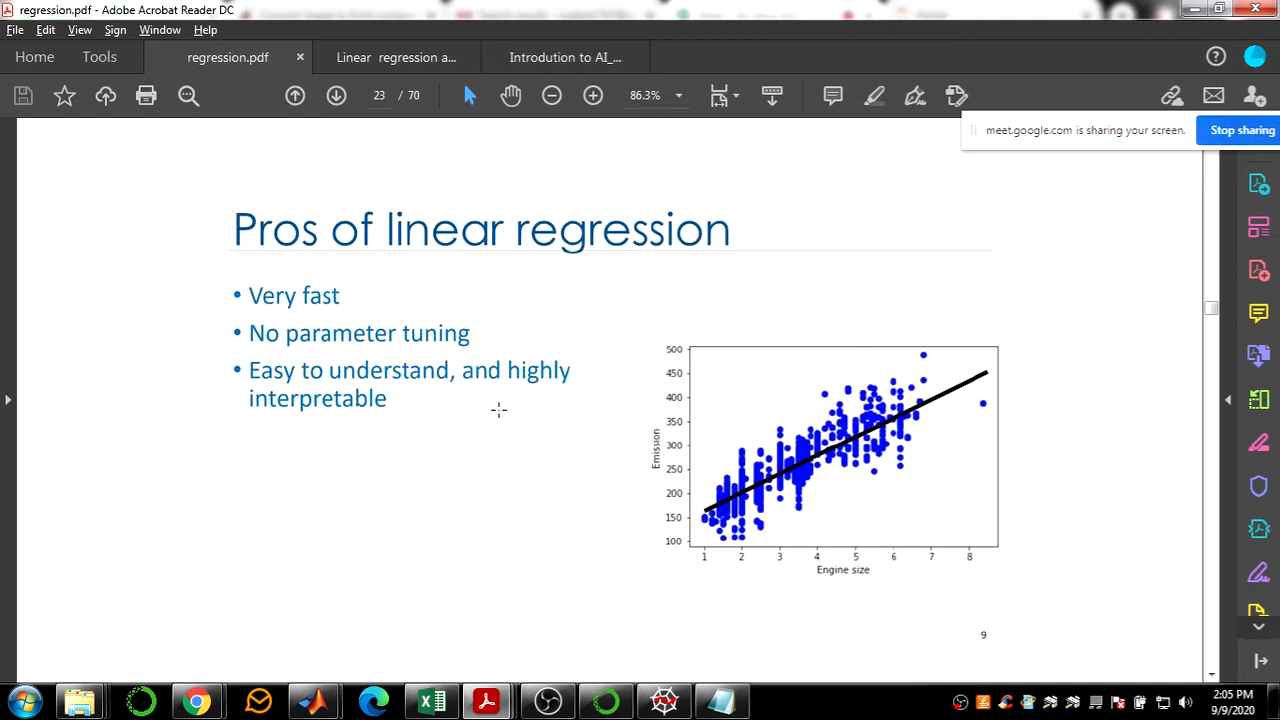 regression.pdf - Adobe Acrobat Reader DC
File Edit View Sign Window Help
Home Tools regression.pdf × Linear regression a... Introdution to AI_...
23 / 70 86.3%
meet.google.com is sharing your screen. Stop sharing
Pros of linear regression
• Very fast
• No parameter tuning
• Easy to understand, and highly
interpretable
500
450
400
350
300
250
200
150
100
Emission
1 2 3 4 5 6 7 8
Engine size
9
2:05 PM
9/9/2020